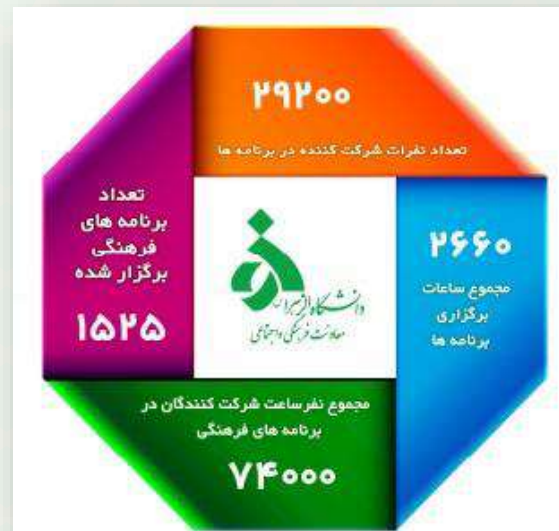 ۲۹۲۰۰
تعداد نفرات شرکت کننده در برنامه ها
۲۶۶۰
مجموع ساعات
برگزاری
برنامه ها
تعداد
برنامه های
فرهنگی
برگزار شده
۱۵۲۵
دانشگاه الزهرا
معاونت فرهنگی و اجتماعی
مجموع نفرساعت شرکت کنندگان در
برنامه های فرهنگی
۷۴۰۰۰